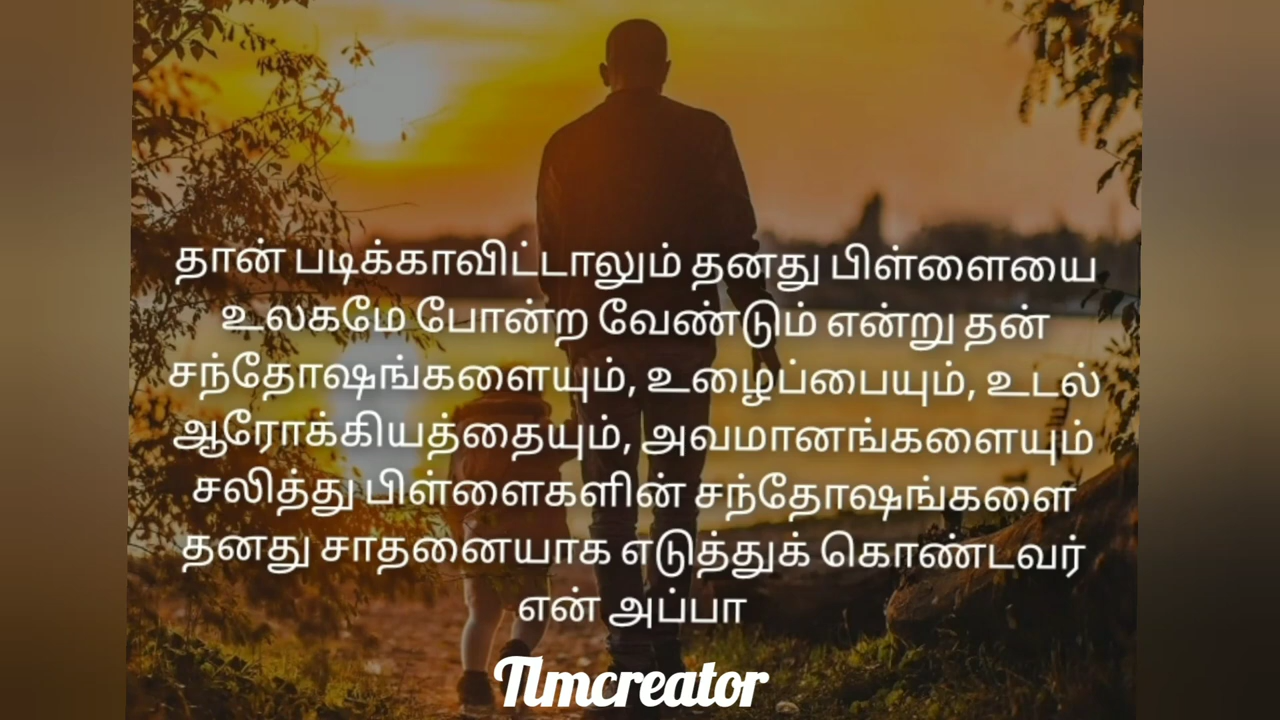 தான் படிக்காவிட்டாலும் தனது பிள்ளையை
உலகமே போன்ற வேண்டும் என்று தன்
சந்தோஷங்களையும், உழைப்பையும், உடல்
ஆரோக்கியத்தையும், அவமானங்களையும்
சலித்து பிள்ளைகளின் சந்தோஷங்களை
தனது சாதனையாக எடுத்துக் கொண்டவர்
என் அப்பா
Tlmcreator